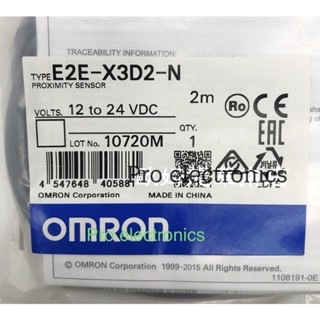 TRACEABILITY INFORMATION:
TYPE E2E-X3D2-N
PROXIMITY SENSOR
2m
VOLTS. 12 to 24 VDC
LOT No. 10720M
QTY. 1
Pro electronics
4 547648 405881
OMRON Corporation
MADE IN CHINA
OMRON
Pro electronics
© OMRON Corporation 1999-2015 All Rights Reserved.
1108191-0E